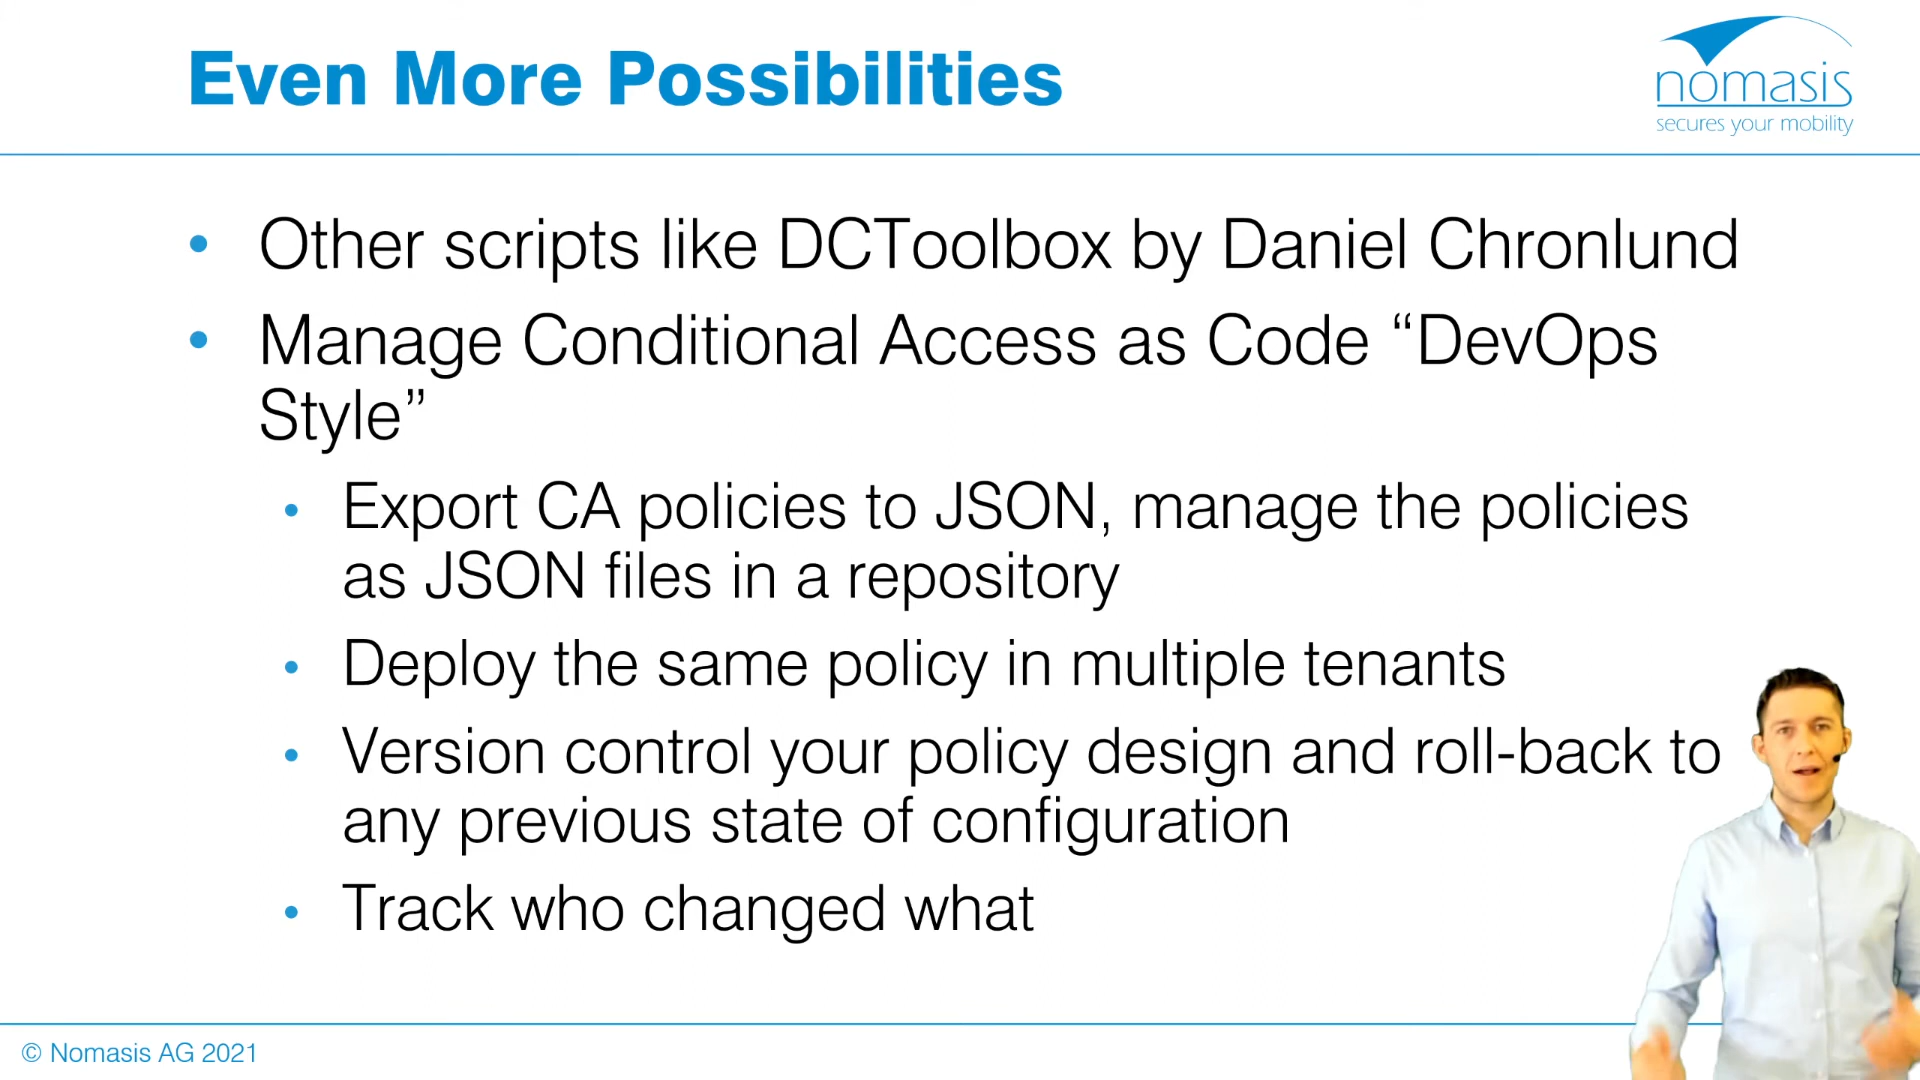 Even More Possibilities
nomasis
secures your mobility
• Other scripts like DCToolbox by Daniel Chronlund
• Manage Conditional Access as Code “DevOps
Style”
• Export CA policies to JSON, manage the policies
as JSON files in a repository
• Deploy the same policy in multiple tenants
• Version control your policy design and roll-back to
any previous state of configuration
• Track who changed what
© Nomasis AG 2021